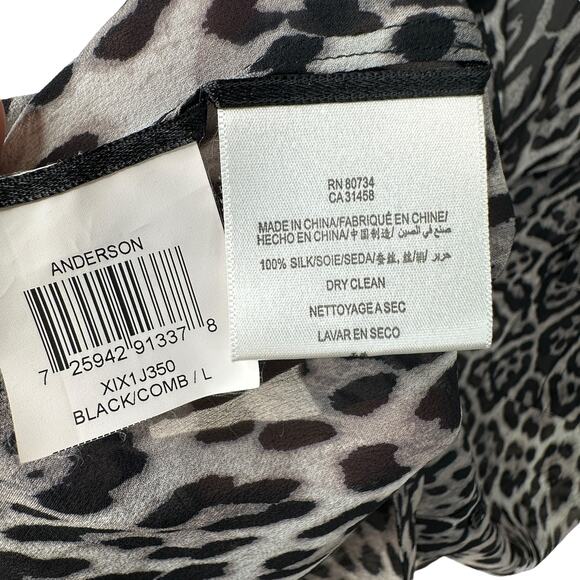 ANDERSON
7 25942 91337 8
XIX1J350
BLACK/COMB / L
RN 80734
CA 31458
MADE IN CHINA/FABRIQUÉ EN CHINE/
HECHO EN CHINA/中国制造/ صنع في الصين
100% SILK/SOIE/SEDA/桑蚕丝/絲/ حرير
DRY CLEAN
NETTOYAGE A SEC
LAVAR EN SECO